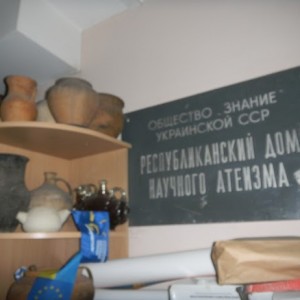 ОБЩЕСТВО "ЗНАНИЕ"
УКРАИНСКОЙ ССР
РЕСПУБЛИКАНСКИЙ ДОМ
НАУЧНОГО АТЕИЗМА